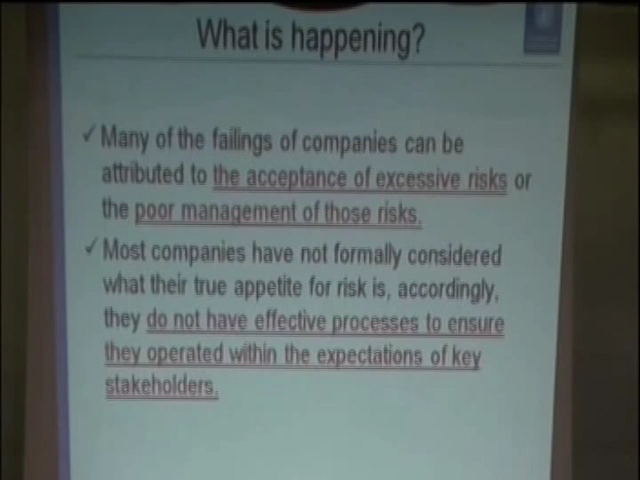 What is happening?
✓ Many of the failings of companies can be
attributed to the acceptance of excessive risks or
the poor management of those risks.
✓ Most companies have not formally considered
what their true appetite for risk is, accordingly,
they do not have effective processes to ensure
they operated within the expectations of key
stakeholders.